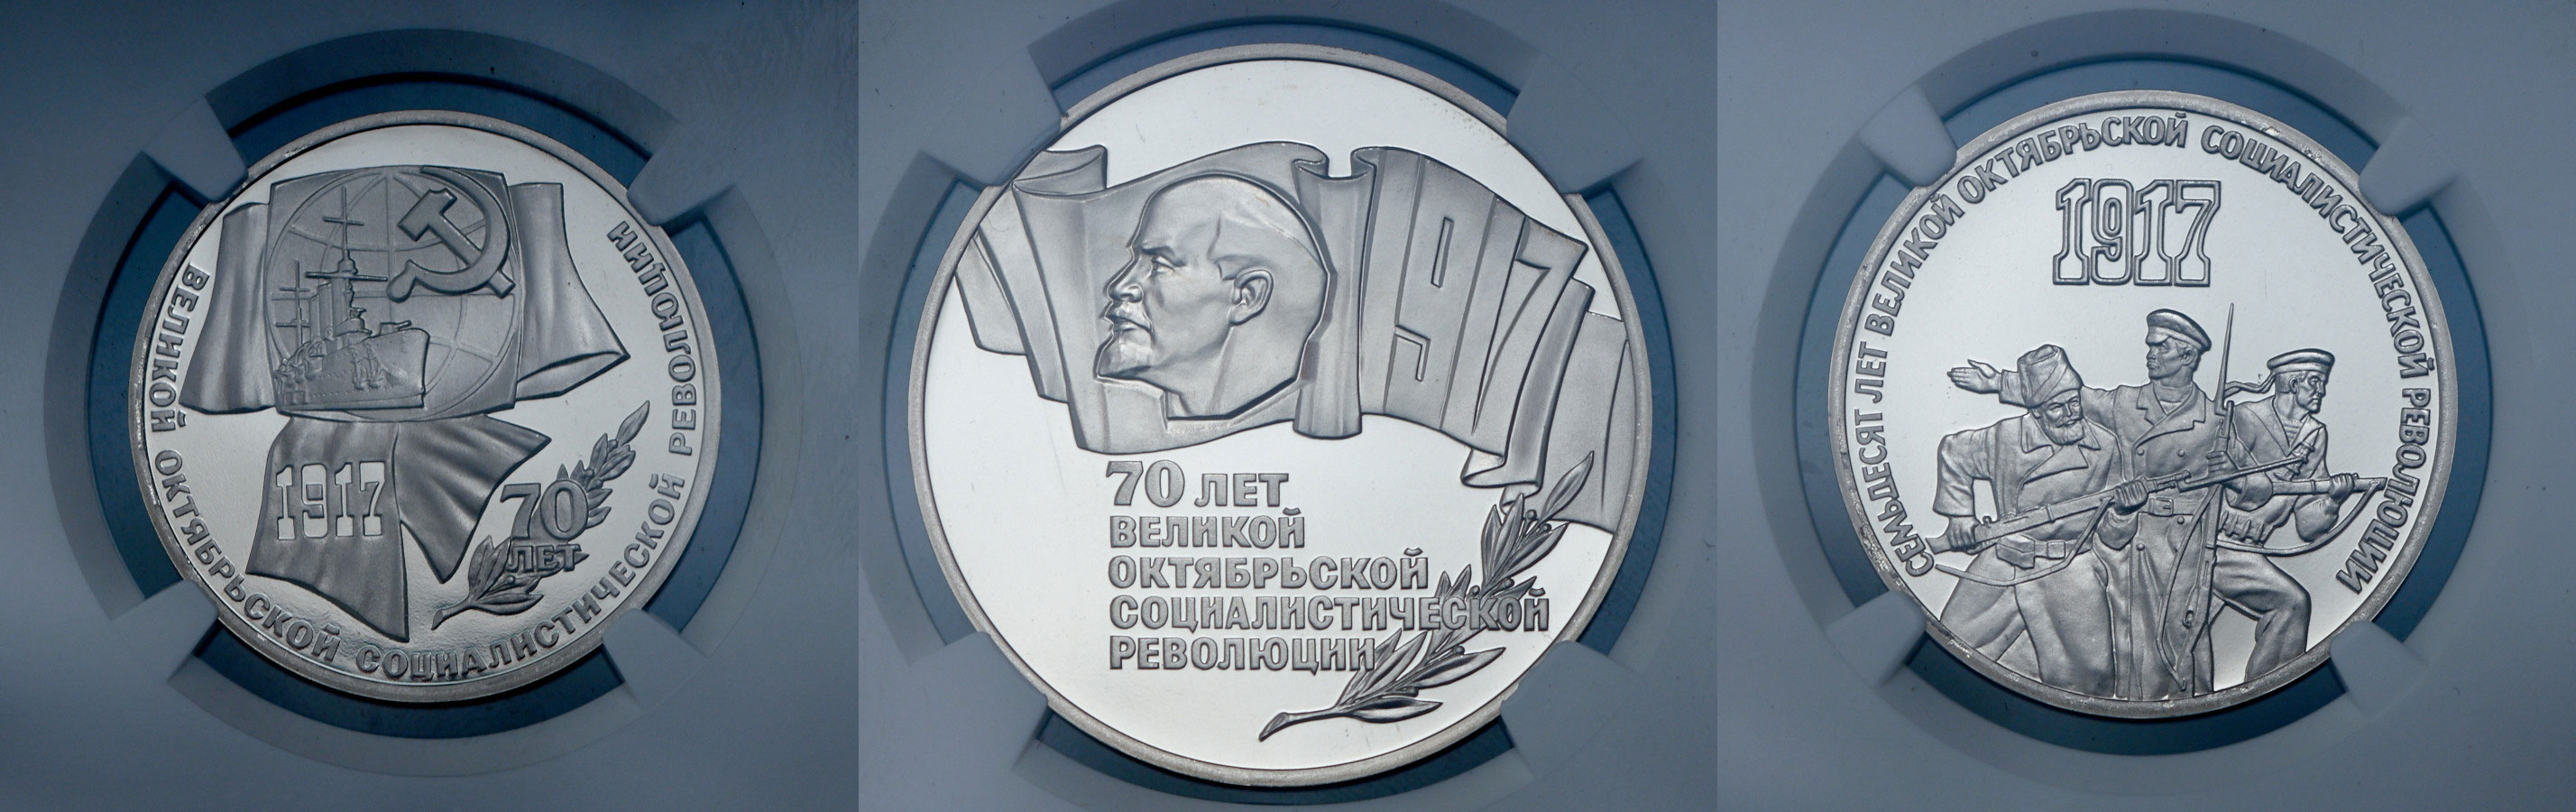 ВЕЛИКОЙ ОКТЯБРЬСКОЙ СОЦИАЛИСТИЧЕСКОЙ РЕВОЛЮЦИИ
1917
70
ЛЕТ
1917
70 ЛЕТ
ВЕЛИКОЙ
ОКТЯБРЬСКОЙ
СОЦИАЛИСТИЧЕСКОЙ
РЕВОЛЮЦИИ
СЕМЬДЕСЯТ ЛЕТ ВЕЛИКОЙ ОКТЯБРЬСКОЙ СОЦИАЛИСТИЧЕСКОЙ РЕВОЛЮЦИИ
1917